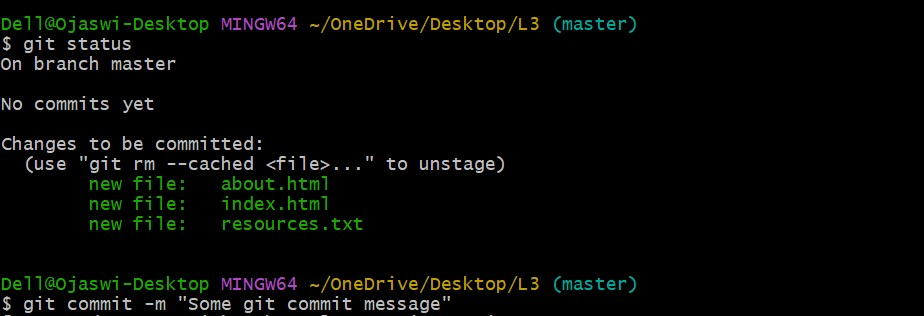 Dell@Ojaswi-Desktop MINGW64 ~/OneDrive/Desktop/L3 (master)
$ git status
On branch master
No commits yet
Changes to be committed:
(use "git rm --cached <file>..." to unstage)
new file: about.html
new file: index.html
new file: resources.txt
Dell@Ojaswi-Desktop MINGW64 ~/OneDrive/Desktop/L3 (master)
$ git commit -m "Some git commit message"